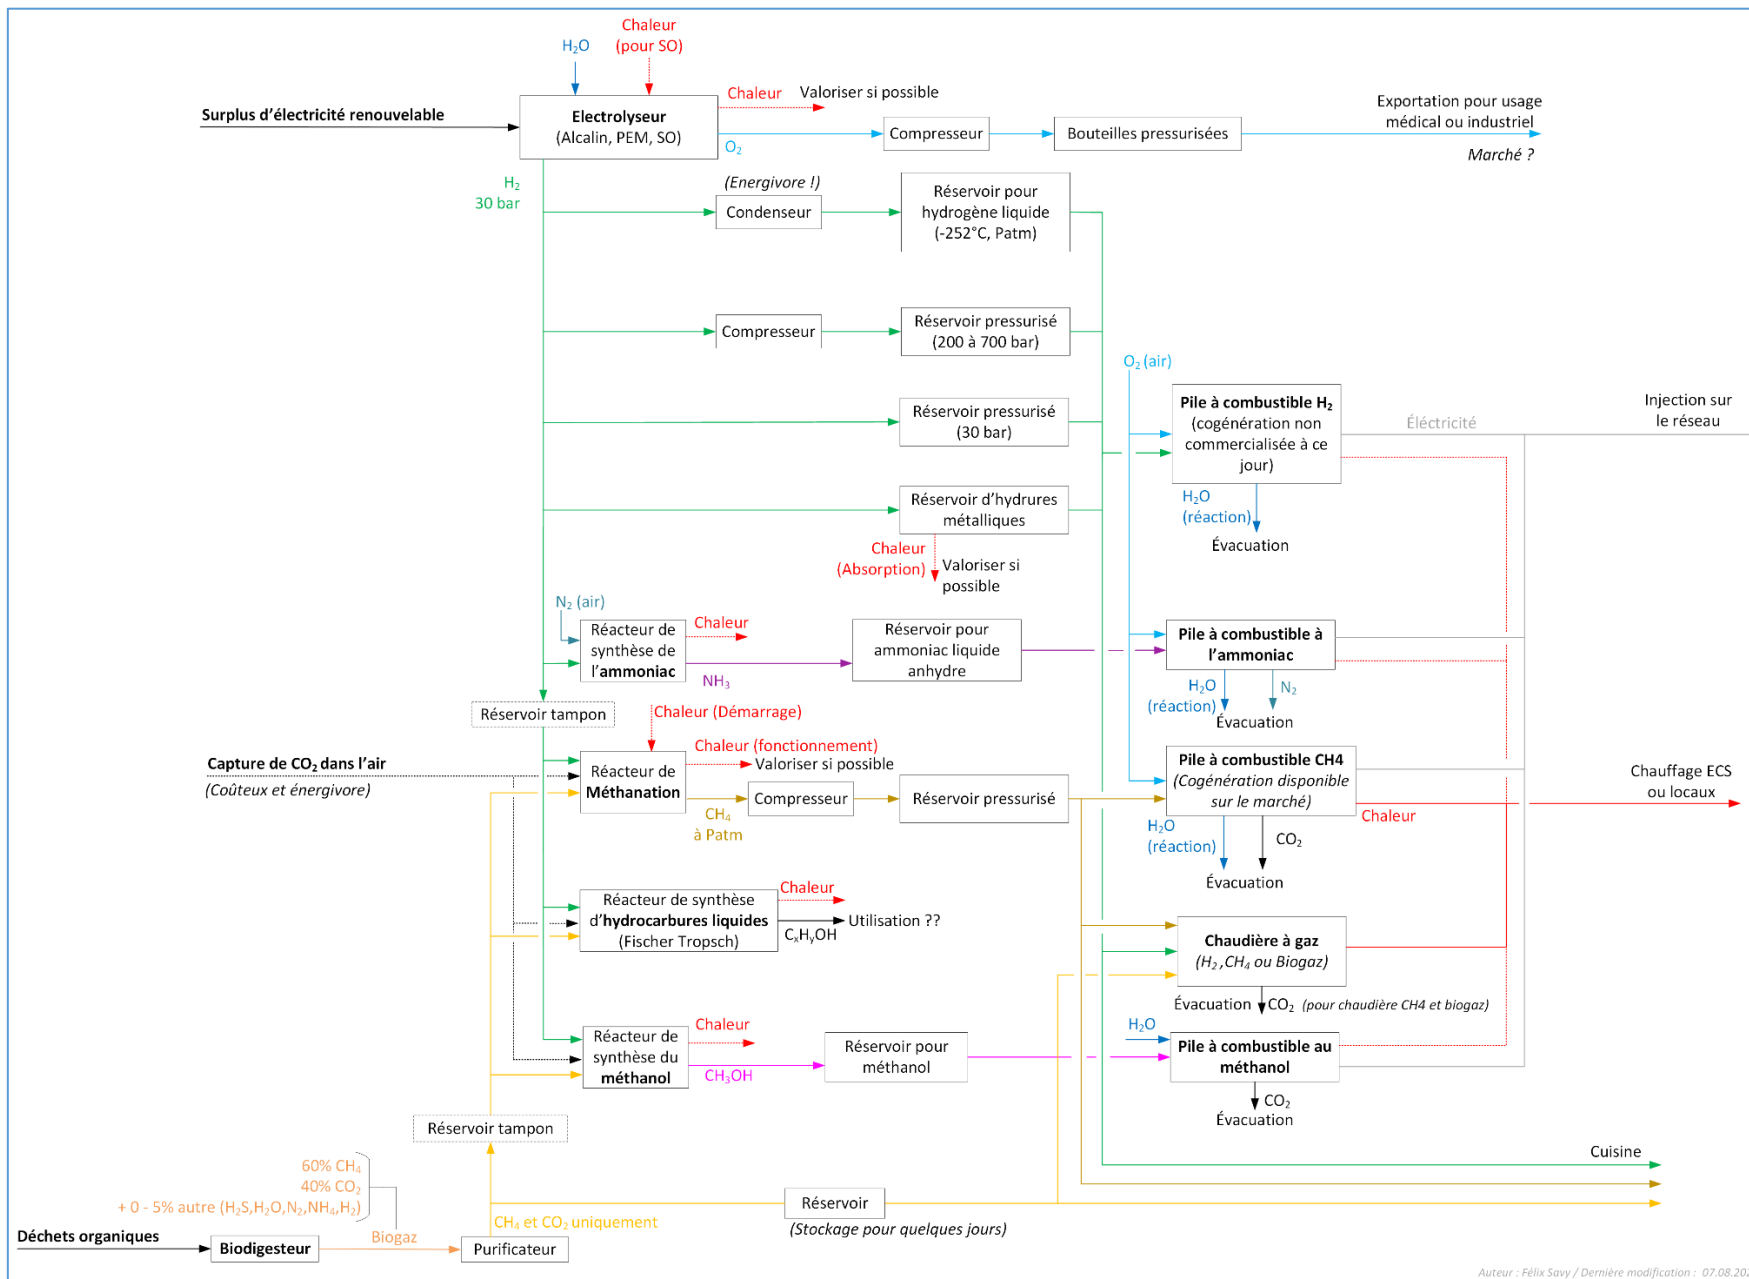 Chaleur
(pour SO)
H₂O
Surplus d’électricité renouvelable
Electrolyseur
(Alcalin, PEM, SO)
Chaleur
Valoriser si possible
O₂
Compresseur
Bouteilles pressurisées
Exportation pour usage
médical ou industriel
Marché ?
H₂
30 bar
(Energivore !)
Condenseur
Réservoir pour
hydrogène liquide
(-252°C, Patm)
Compresseur
Réservoir pressurisé
(200 à 700 bar)
O₂ (air)
Réservoir pressurisé
(30 bar)
Pile à combustible H₂
(cogénération non
commercialisée à ce
jour)
Éléctricité
Injection sur
le réseau
H₂O
(réaction)
Évacuation
Réservoir d’hydrures
métalliques
Chaleur
(Absorption)
Valoriser si
possible
N₂ (air)
Réacteur de
synthèse de
l’ammoniac
Chaleur
NH₃
Réservoir pour
ammoniac liquide
anhydre
Pile à combustible à
l’ammoniac
H₂O
(réaction)
N₂
Évacuation
Réservoir tampon
Chaleur (Démarrage)
Chaleur (fonctionnement)
Valoriser si possible
Capture de CO₂ dans l’air
(Coûteux et énergivore)
Réacteur de
Méthanation
CH₄
à Patm
Compresseur
Réservoir pressurisé
Pile à combustible CH4
(Cogénération disponible
sur le marché)
Chaleur
Chauffage ECS
ou locaux
H₂O
(réaction)
CO₂
Évacuation
Réacteur de synthèse
d’hydrocarbures liquides
(Fischer Tropsch)
Chaleur
CₓHᵧOH
Utilisation ??
Chaudière à gaz
(H₂ ,CH₄ ou Biogaz)
Évacuation
CO₂
(pour chaudière CH4 et biogaz)
Réacteur de
synthèse du
méthanol
Chaleur
CH₃OH
Réservoir pour
méthanol
H₂O
Pile à combustible au
méthanol
CO₂
Évacuation
Réservoir tampon
Cuisine
60% CH₄
40% CO₂
+ 0 - 5% autre (H₂S,H₂O,N₂,NH₄,H₂)
Réservoir
(Stockage pour quelques jours)
CH₄ et CO₂ uniquement
Déchets organiques
Biodigesteur
Biogaz
Purificateur
Auteur : Félix Savy / Dernière modification : 07.08.202